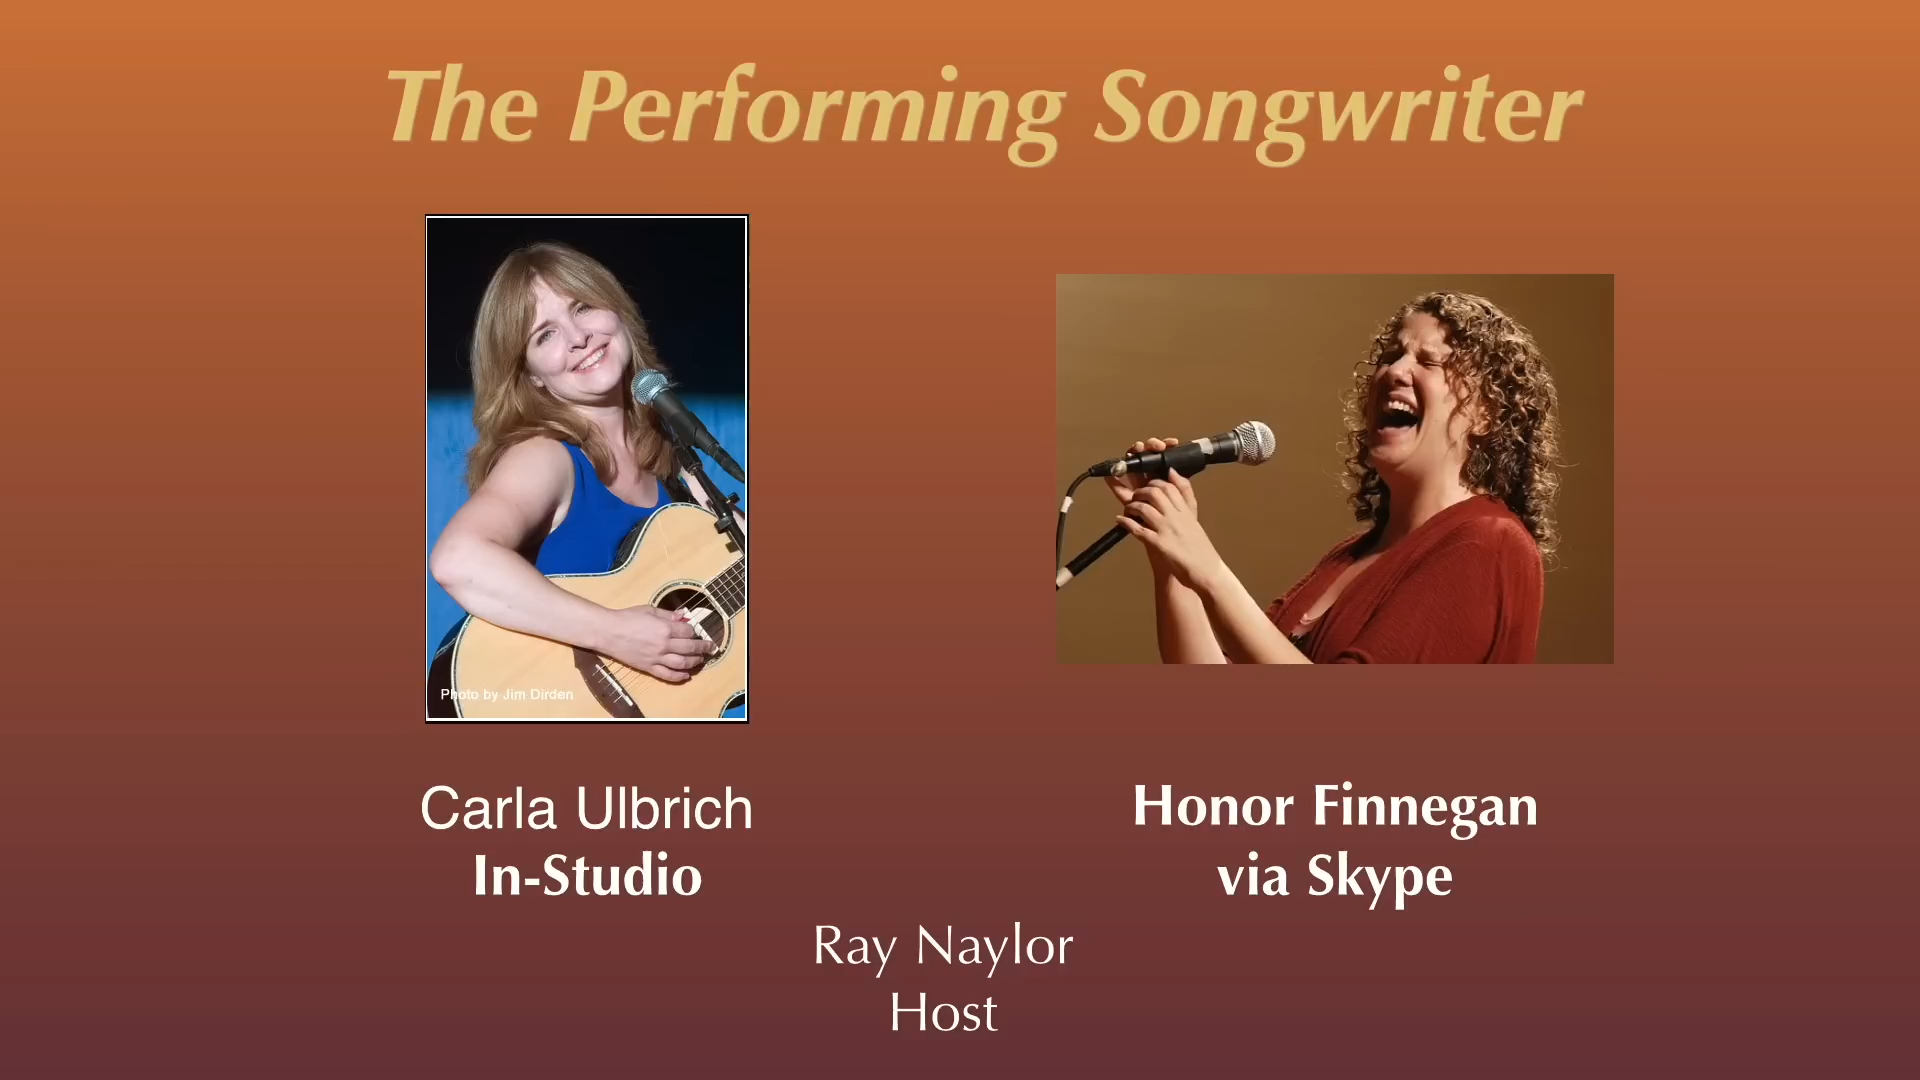 The Performing Songwriter
Photo by Jim Dirden
Carla Ulbrich
In-Studio
Honor Finnegan
via Skype
Ray Naylor
Host